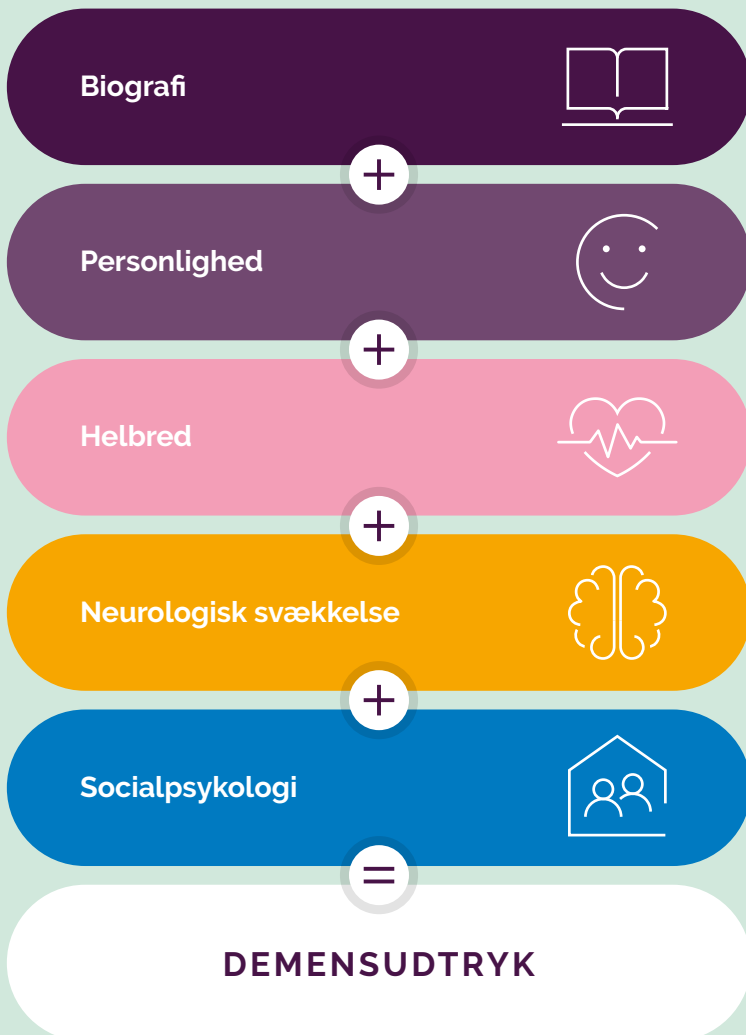 Biografi
+
Personlighed
+
Helbred
+
Neurologisk svækkelse
+
Socialpsykologi
=
DEMENSUDTRYK